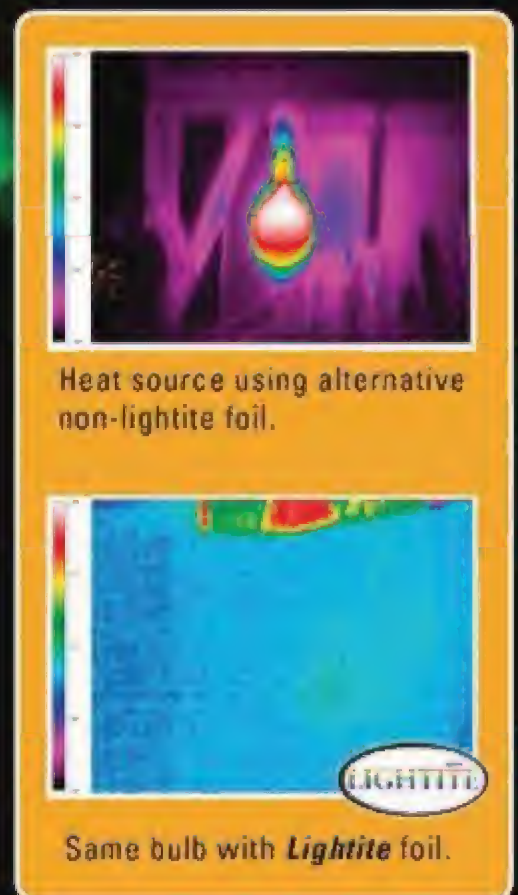 Heat source using alternative
non-lightite foil.
LIGHTITE
Same bulb with Lightite foil.